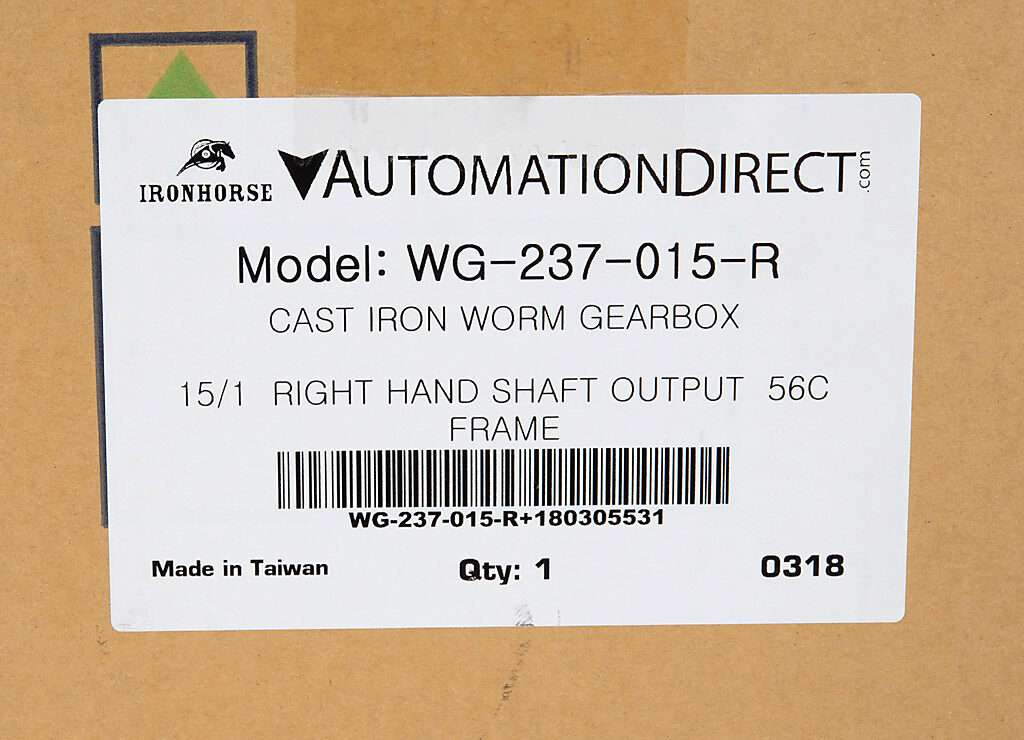 IRONHORSE AUTOMATIONDIRECT.com
Model: WG-237-015-R
CAST IRON WORM GEARBOX
15/1 RIGHT HAND SHAFT OUTPUT 56C
FRAME
WG-237-015-R+180305531
Made in Taiwan Qty: 1 0318